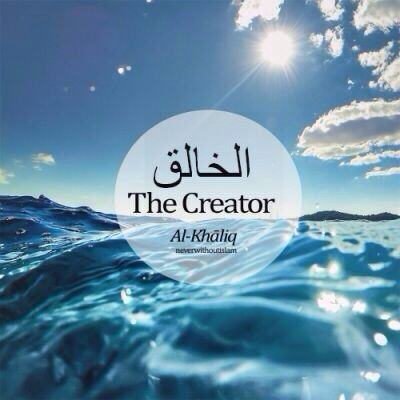 الخالق
The Creator
Al-Khāliq
neverwithoutislam